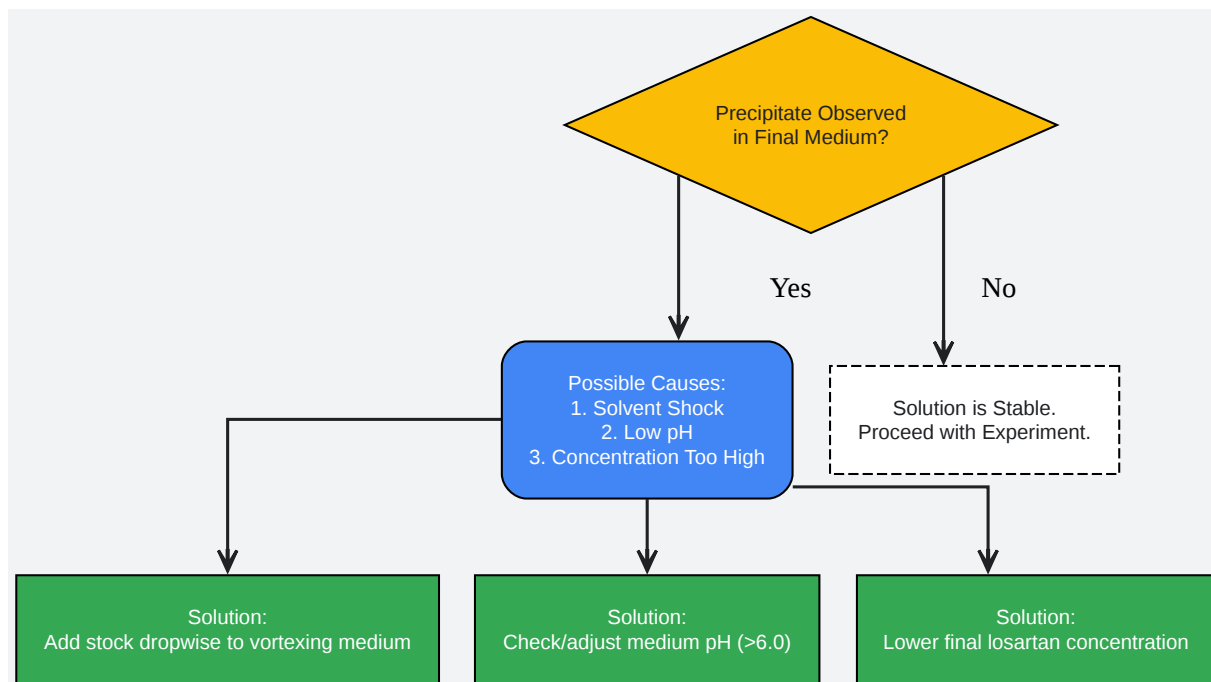 Precipitate Observed
in Final Medium?
Yes
No
Possible Causes:
1. Solvent Shock
2. Low pH
3. Concentration Too High
Solution is Stable.
Proceed with Experiment.
Solution:
Add stock dropwise to vortexing medium
Solution:
Check/adjust medium pH (>6.0)
Solution:
Lower final losartan concentration